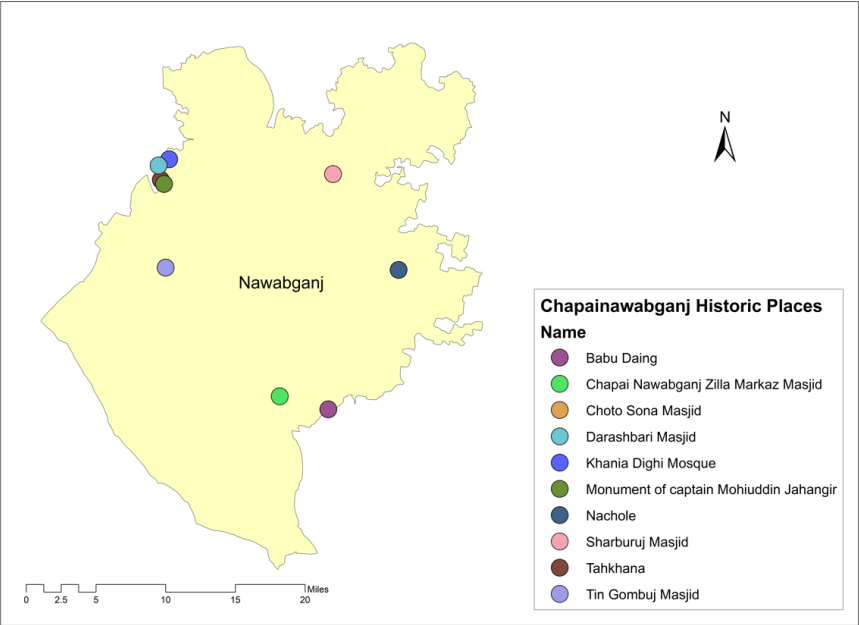 N
Nawabganj
Chapainawabganj Historic Places
Name
Babu Daing
Chapai Nawabganj Zilla Markaz Masjid
Choto Sona Masjid
Darashbari Masjid
Khania Dighi Mosque
Monument of captain Mohiuddin Jahangir
Nachole
Sharburuj Masjid
Tahkhana
Tin Gombuj Masjid
Miles
0 2.5 5 10 15 20